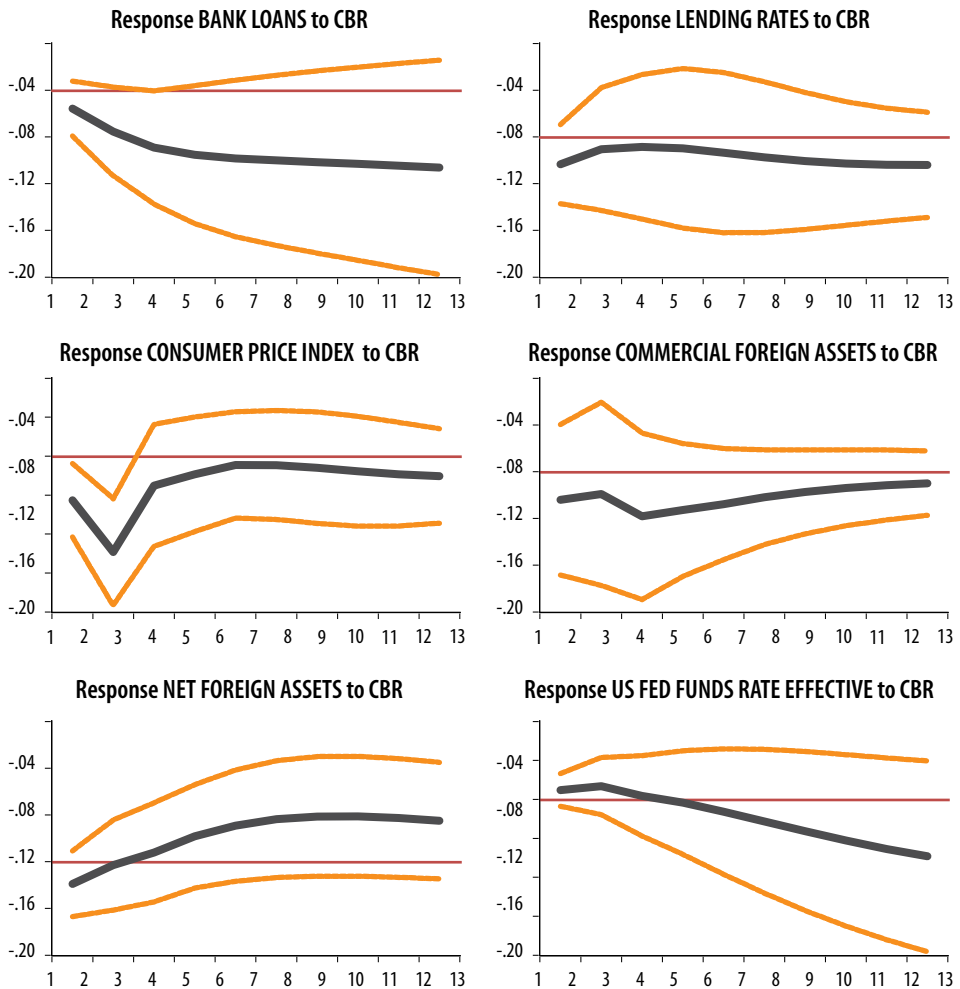 Response BANK LOANS to CBR
-.04
-.08
-.12
-.16
-.20
1 2 3 4 5 6 7 8 9 10 11 12 13
Response LENDING RATES to CBR
-.04
-.08
-.12
-.16
-.20
1 2 3 4 5 6 7 8 9 10 11 12 13
Response CONSUMER PRICE INDEX to CBR
-.04
-.08
-.12
-.16
-.20
1 2 3 4 5 6 7 8 9 10 11 12 13
Response COMMERCIAL FOREIGN ASSETS to CBR
-.04
-.08
-.12
-.16
-.20
1 2 3 4 5 6 7 8 9 10 11 12 13
Response NET FOREIGN ASSETS to CBR
-.04
-.08
-.12
-.16
-.20
1 2 3 4 5 6 7 8 9 10 11 12 13
Response US FED FUNDS RATE EFFECTIVE to CBR
-.04
-.08
-.12
-.16
-.20
1 2 3 4 5 6 7 8 9 10 11 12 13